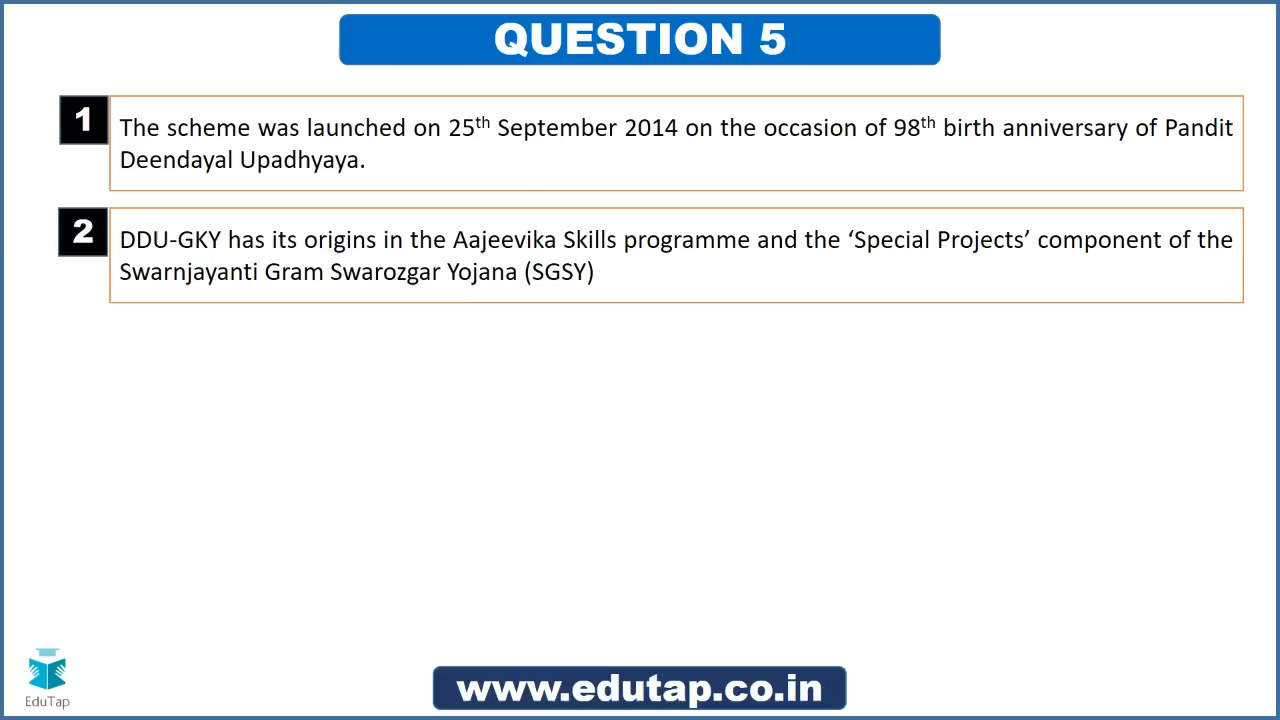 QUESTION 5
1
The scheme was launched on 25th September 2014 on the occasion of 98th birth anniversary of Pandit
Deendayal Upadhyaya.
2
DDU-GKY has its origins in the Aajeevika Skills programme and the ‘Special Projects’ component of the
Swarnjayanti Gram Swarozgar Yojana (SGSY)
EduTap
www.edutap.co.in